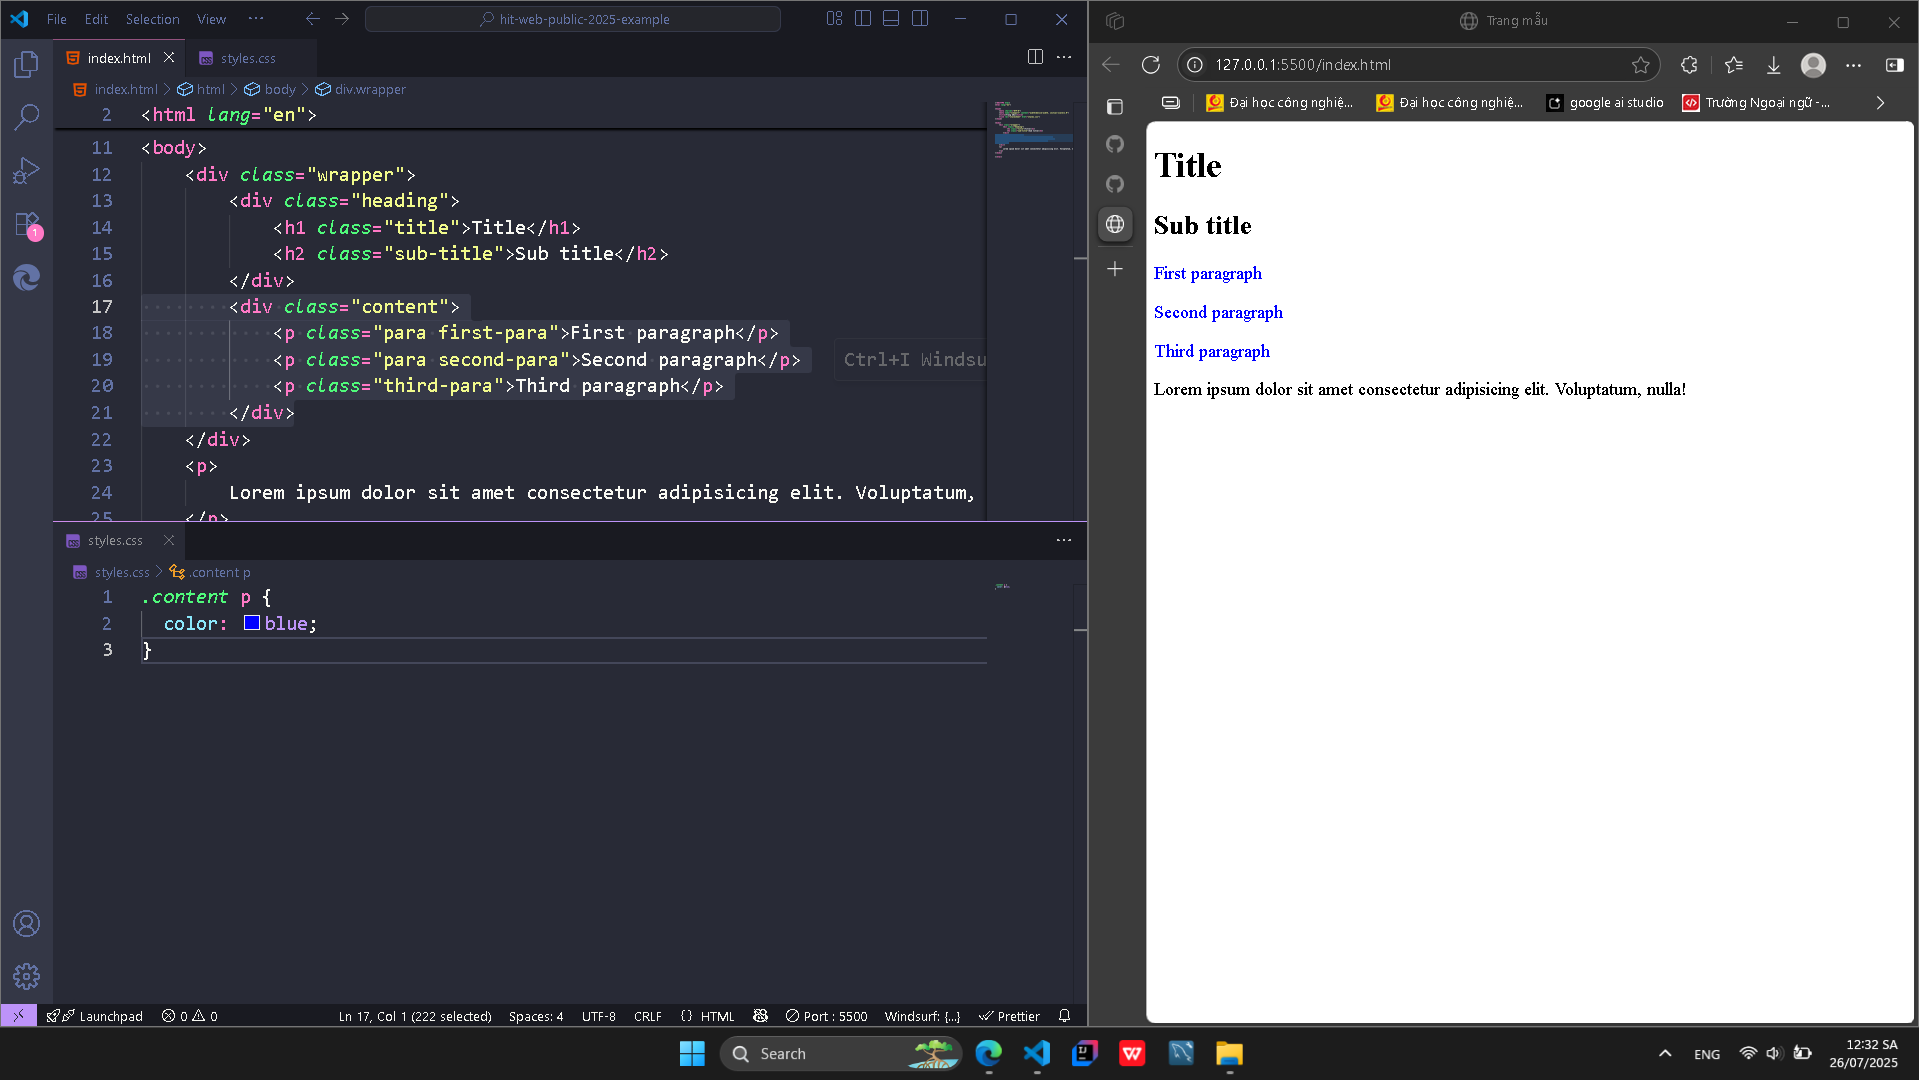 File Edit Selection View ··· hit-web-public-2025-example
index.html styles.css
index.html > html > body > div.wrapper
2 <html lang="en">
11 <body>
12 <div class="wrapper">
13 <div class="heading">
14 <h1 class="title">Title</h1>
15 <h2 class="sub-title">Sub title</h2>
16 </div>
17 <div class="content">
18 <p class="para first-para">First paragraph</p>
19 <p class="para second-para">Second paragraph</p> Ctrl+I Windsu
20 <p class="third-para">Third paragraph</p>
21 </div>
22 </div>
23 <p>
24 Lorem ipsum dolor sit amet consectetur adipisicing elit. Voluptatum,
25 </p>
styles.css
styles.css > .content p
1 .content p {
2 color: blue;
3 }
1
Launchpad 0 0 Ln 17, Col 1 (222 selected) Spaces: 4 UTF-8 CRLF {} HTML Port : 5500 Windsurf: {...} Prettier
Trang mẫu
127.0.0.1:5500/index.html
Đại học công nghiệ... Đại học công nghiệ... google ai studio Trường Ngoại ngữ -...
Title
Sub title
First paragraph
Second paragraph
Third paragraph
Lorem ipsum dolor sit amet consectetur adipisicing elit. Voluptatum, nulla!
Search
ENG
12:32 SA
26/07/2025